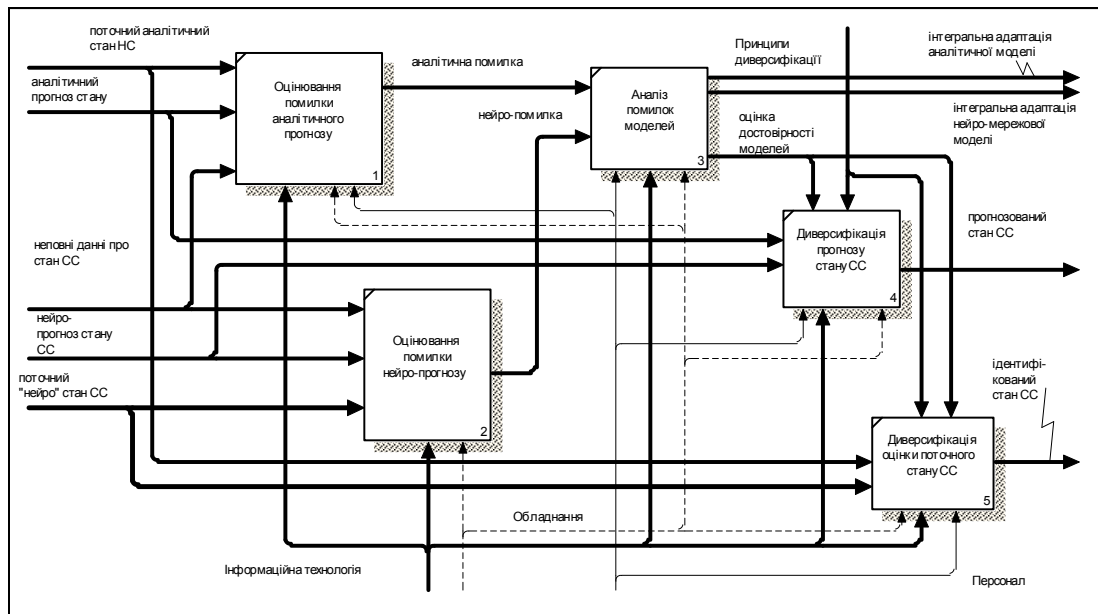 поточний аналітичний
стан НС
аналітичний
прогноз стану
неповні данні про
стан СС
нейро-
прогноз стану
СС
поточний
"нейро" стан СС
Оцінювання
помилки
аналітичного
прогнозу
1
аналітична помилка
нейро-помилка
Оцінювання
помилки
нейро-прогнозу
2
Аналіз
помилок
моделей
3
Принципи
диверсифікації
оцінка
достовірності
моделей
інтегральна адаптація
аналітичної моделі
інтегральна адаптація
нейро-мережової
моделі
Диверсифікація
прогнозу
стану СС
4
прогнозований
стан СС
Диверсифікація
оцінки поточного
стану СС
5
ідентифі-
кований
стан СС
Обладнання
Інформаційна технологія
Персонал